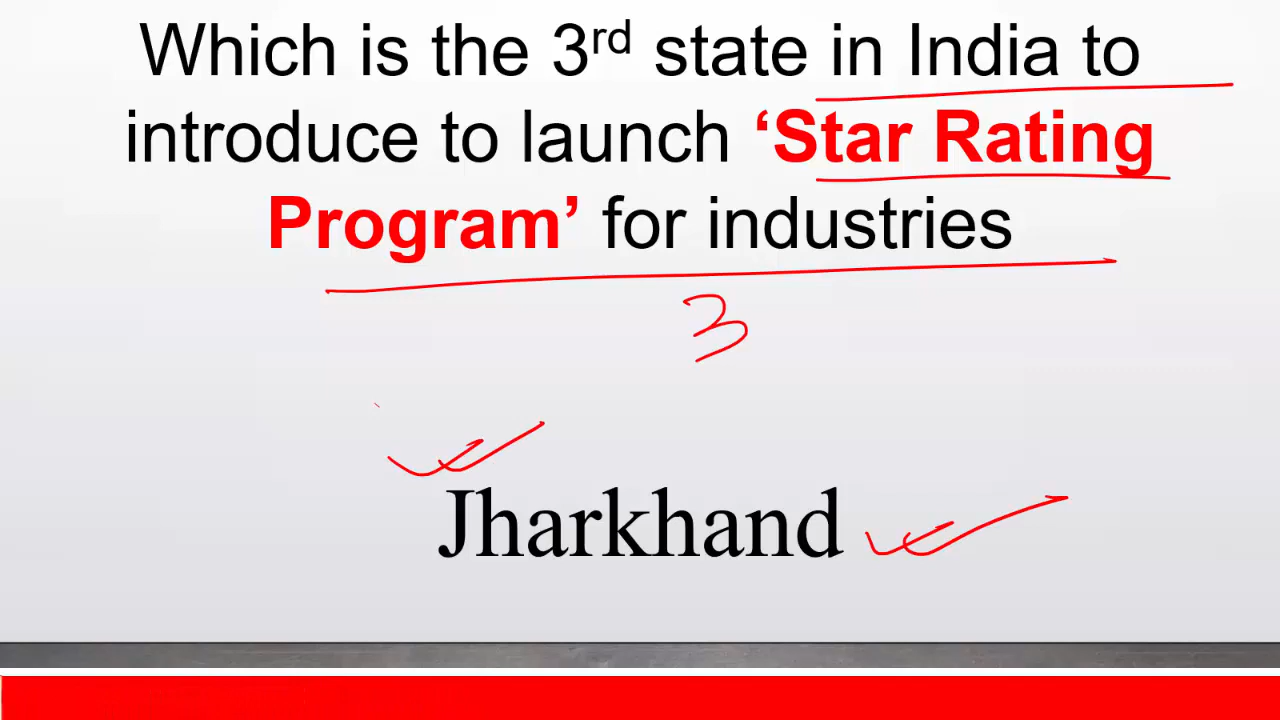 Which is the 3rd state in India to
introduce to launch ‘Star Rating
Program’ for industries
3
Jharkhand